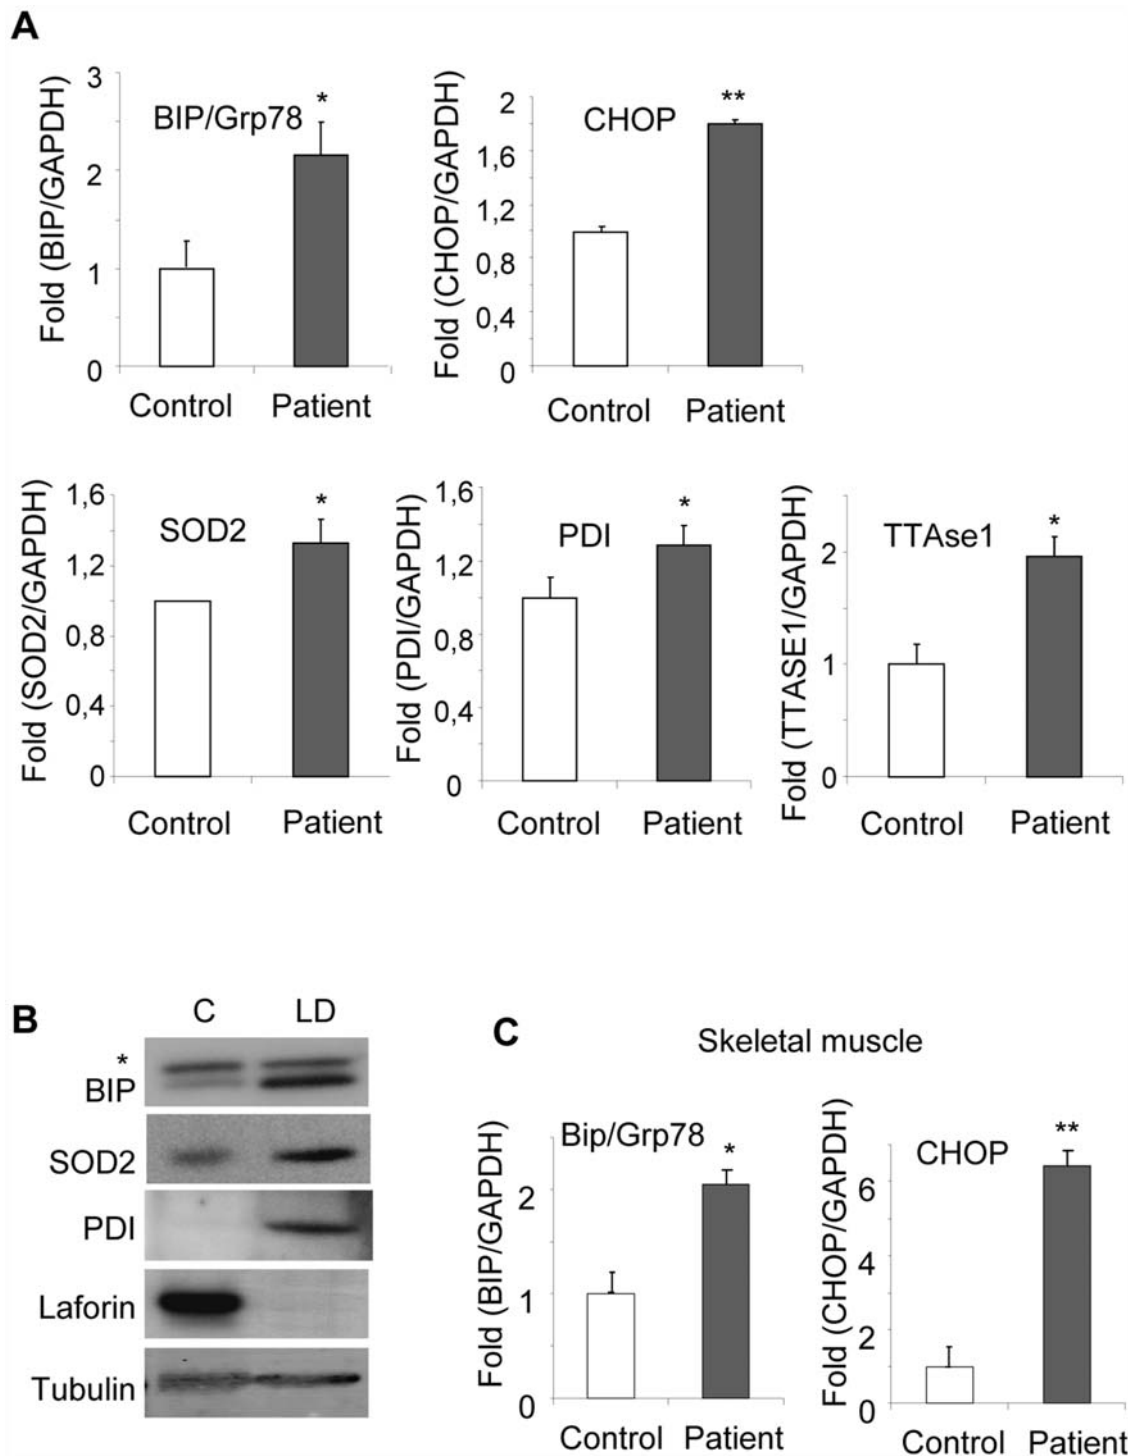 A
Fold (BIP/GAPDH)
3
2
1
0
BIP/Grp78
*
Control Patient
Fold (CHOP/GAPDH)
2
1,6
1,2
0,8
0,4
0
CHOP
**
Control Patient
Fold (SOD2/GAPDH)
1,6
1,2
0,8
0,4
0
SOD2
*
Control Patient
Fold (PDI/GAPDH)
1,6
1,2
0,8
0,4
0
PDI
*
Control Patient
Fold (TTASE1/GAPDH)
2
1
0
TTAse1
*
Control Patient
B
C LD
*
BIP
SOD2
PDI
Laforin
Tubulin
C
Skeletal muscle
Fold (BIP/GAPDH)
2
1
0
Bip/Grp78
*
Control Patient
Fold (CHOP/GAPDH)
6
4
2
0
CHOP
**
Control Patient